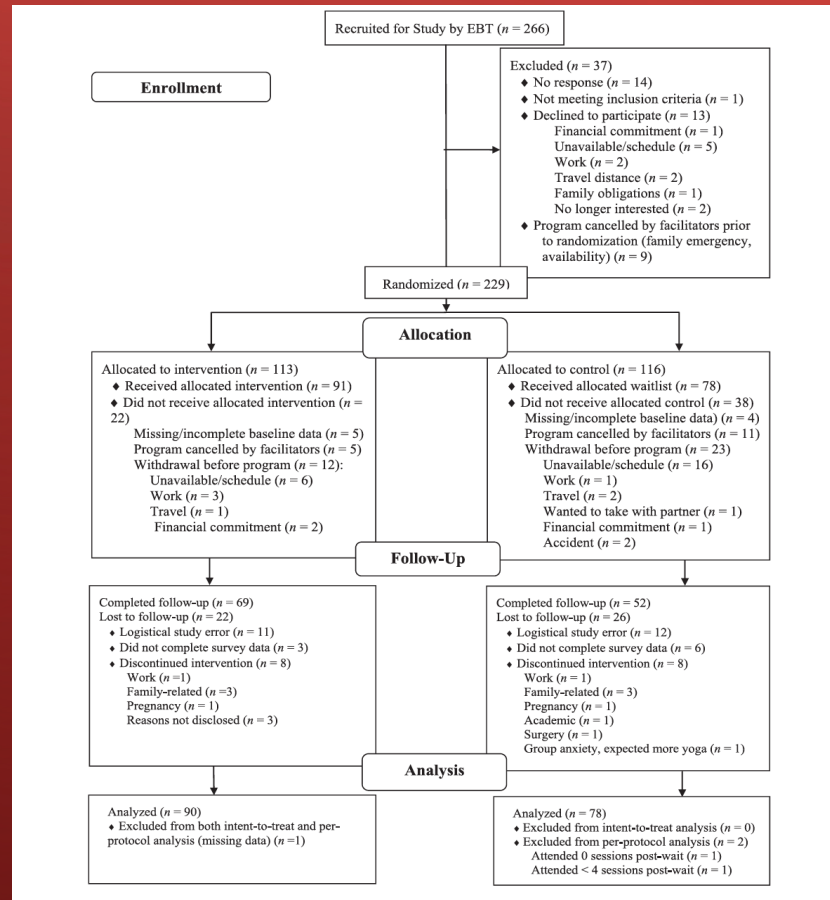 Recruited for Study by EBT (n = 266)
Enrollment
Excluded (n = 37)
♦ No response (n = 14)
♦ Not meeting inclusion criteria (n = 1)
♦ Declined to participate (n = 13)
Financial commitment (n = 1)
Unavailable/schedule (n = 5)
Work (n = 2)
Travel distance (n = 2)
Family obligations (n = 1)
No longer interested (n = 2)
♦ Program cancelled by facilitators prior
to randomization (family emergency,
availability) (n = 9)
Randomized (n = 229)
Allocation
Allocated to intervention (n = 113)
♦ Received allocated intervention (n = 91)
♦ Did not receive allocated intervention (n =
22)
Missing/incomplete baseline data (n = 5)
Program cancelled by facilitators (n = 5)
Withdrawal before program (n = 12):
Unavailable/schedule (n = 6)
Work (n = 3)
Travel (n = 1)
Financial commitment (n = 2)
Allocated to control (n = 116)
♦ Received allocated waitlist (n = 78)
♦ Did not receive allocated control (n = 38)
Missing/incomplete baseline data) (n = 4)
Program cancelled by facilitators (n = 11)
Withdrawal before program (n = 23)
Unavailable/schedule (n = 16)
Work (n = 1)
Travel (n = 2)
Wanted to take with partner (n = 1)
Financial commitment (n = 1)
Accident (n = 2)
Follow-Up
Completed follow-up (n = 69)
Lost to follow-up (n = 22)
♦ Logistical study error (n = 11)
♦ Did not complete survey data (n = 3)
♦ Discontinued intervention (n = 8)
Work (n =1)
Family-related (n =3)
Pregnancy (n = 1)
Reasons not disclosed (n = 3)
Completed follow-up (n = 52)
Lost to follow-up (n = 26)
♦ Logistical study error (n = 12)
♦ Did not complete survey data (n = 6)
♦ Discontinued intervention (n = 8)
Work (n = 1)
Family-related (n = 3)
Pregnancy (n = 1)
Academic (n = 1)
Surgery (n = 1)
Group anxiety, expected more yoga (n = 1)
Analysis
Analyzed (n = 90)
♦ Excluded from both intent-to-treat and per-
protocol analysis (missing data) (n =1)
Analyzed (n = 78)
♦ Excluded from intent-to-treat analysis (n = 0)
♦ Excluded from per-protocol analysis (n = 2)
Attended 0 sessions post-wait (n = 1)
Attended < 4 sessions post-wait (n = 1)